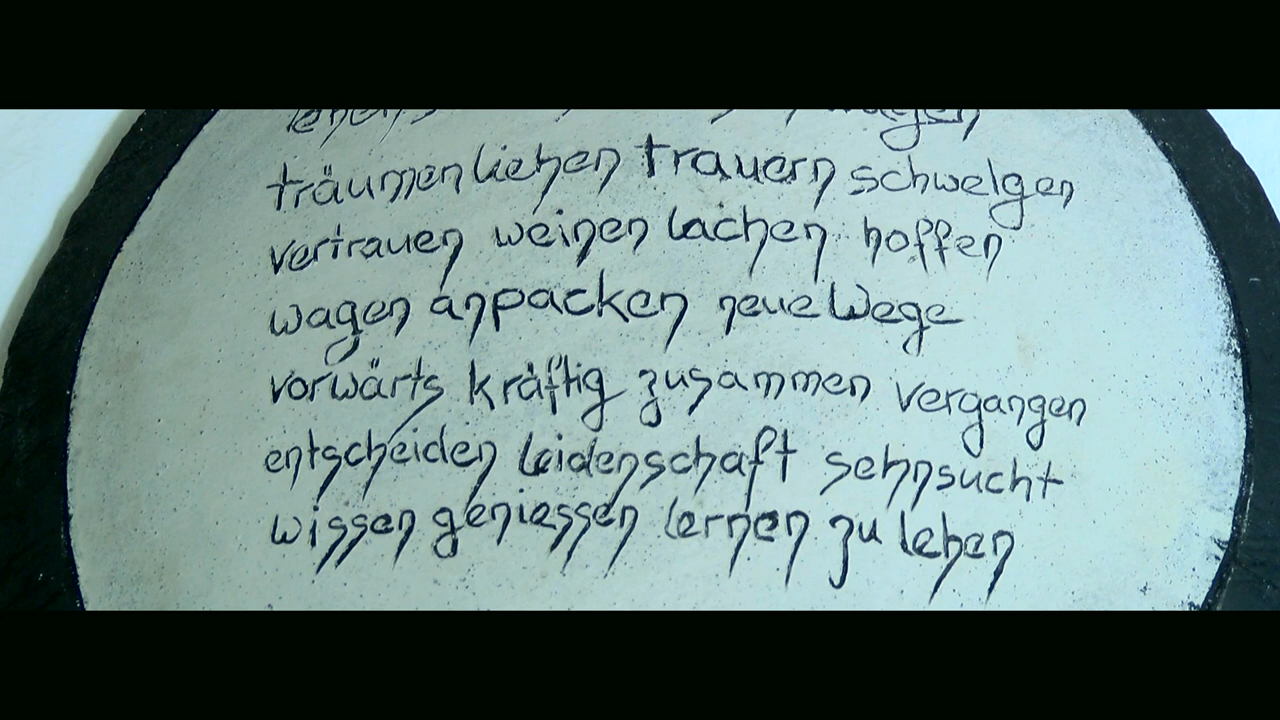 träumen lieben trauern schwelgen
vertrauen weinen lachen hoffen
wagen anpacken neue Wege
vorwärts kräftig zusammen vergangen
entscheiden leidenschaft sehnsucht
wissen geniessen lernen zu leben